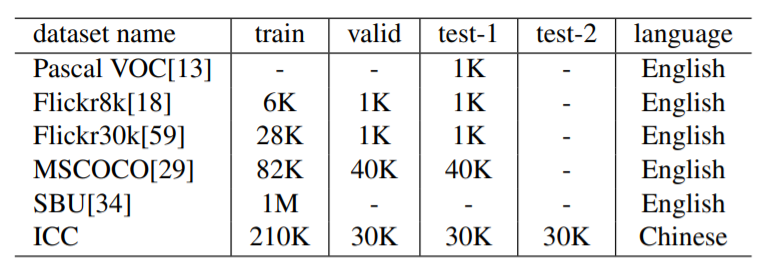 dataset name train valid test-1 test-2 language
Pascal VOC[13] - - 1K - English
Flickr8k[18] 6K 1K 1K - English
Flickr30k[59] 28K 1K 1K - English
MSCOCO[29] 82K 40K 40K - English
SBU[34] 1M - - - English
ICC 210K 30K 30K 30K Chinese